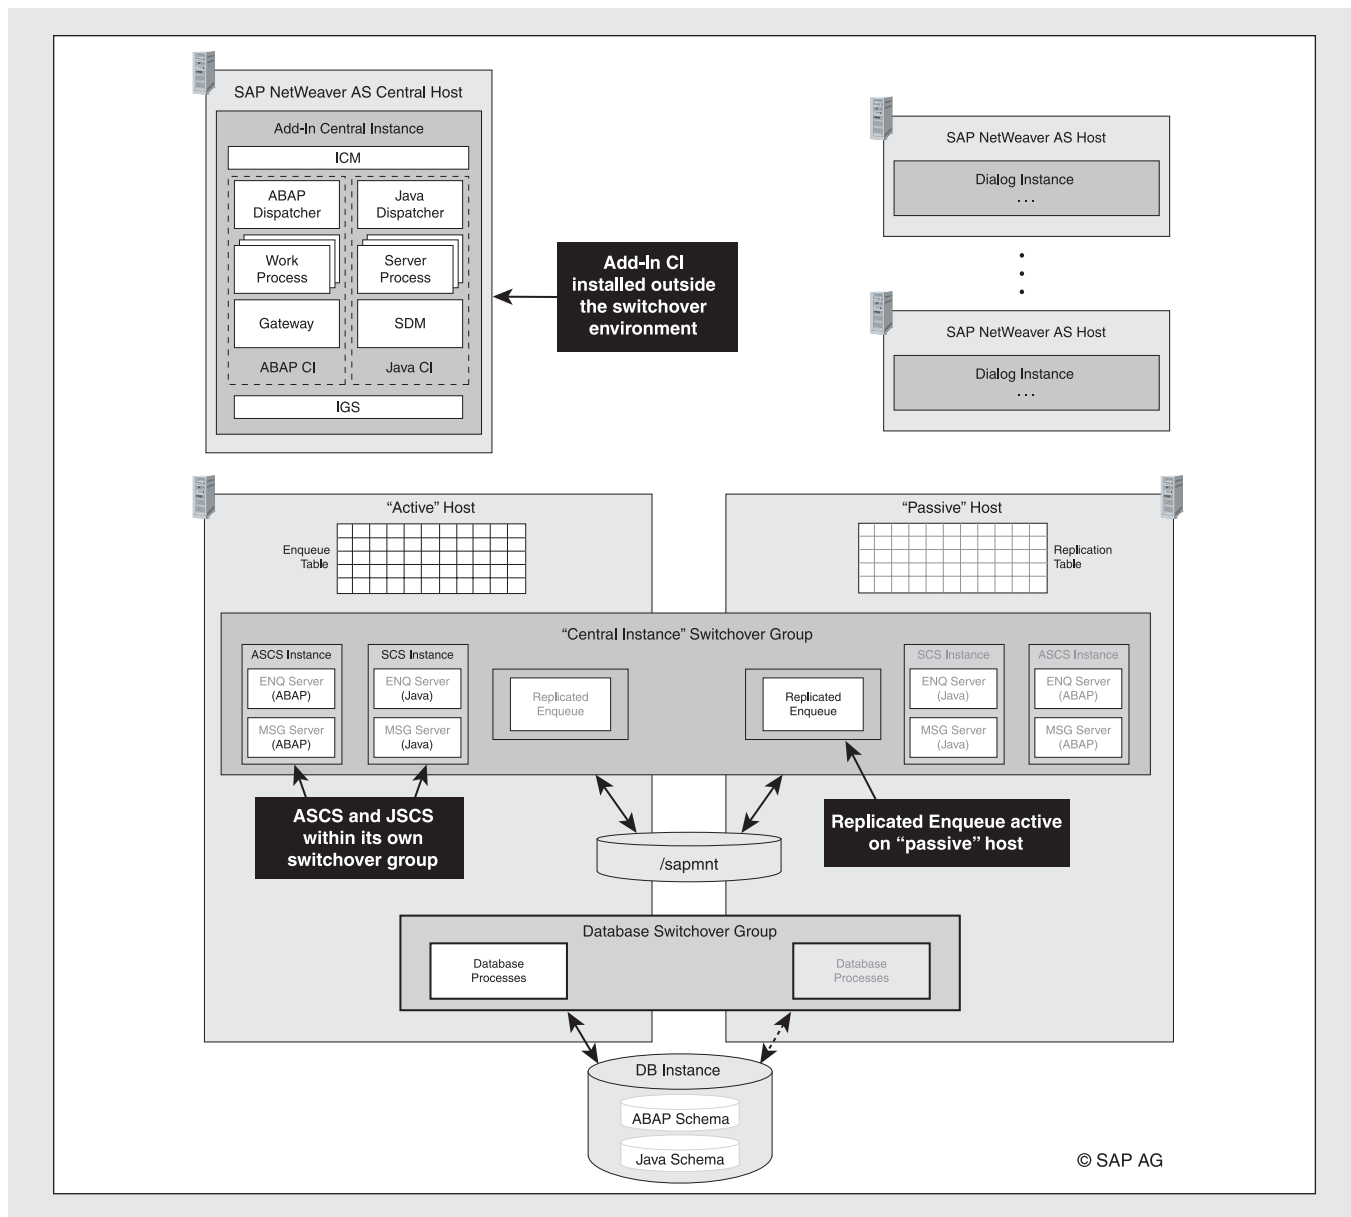 SAP NetWeaver AS Central Host
Add-In Central Instance
ICM
ABAP
Dispatcher
Java
Dispatcher
Work
Process
Server
Process
Gateway
SDM
ABAP CI
Java CI
IGS
Add-In CI
installed outside
the switchover
environment
SAP NetWeaver AS Host
Dialog Instance
...
SAP NetWeaver AS Host
Dialog Instance
...
“Active” Host
Enqueue
Table
“Passive” Host
Replication
Table
“Central Instance” Switchover Group
ASCS Instance
ENQ Server
(ABAP)
MSG Server
(ABAP)
SCS Instance
ENQ Server
(Java)
MSG Server
(Java)
Replicated
Enqueue
Replicated
Enqueue
SCS Instance
ENQ Server
(Java)
MSG Server
(Java)
ASCS Instance
ENQ Server
(ABAP)
MSG Server
(ABAP)
ASCS and JSCS
within its own
switchover group
/sapmnt
Replicated Enqueue active
on “passive” host
Database Switchover Group
Database
Processes
Database
Processes
DB Instance
ABAP Schema
Java Schema
© SAP AG